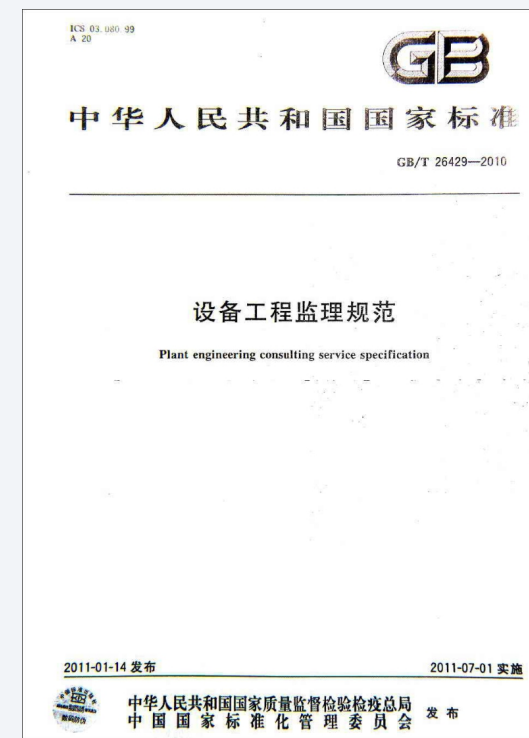 ICS 03.080.99
A 20
GB
中华人民共和国国家标准
GB/T 26429—2010
设备工程监理规范
Plant engineering consulting service specification
2011-01-14 发布
2011-07-01 实施
中华人民共和国国家质量监督检验检疫总局
中国国家标准化管理委员会
发布
数码防伪